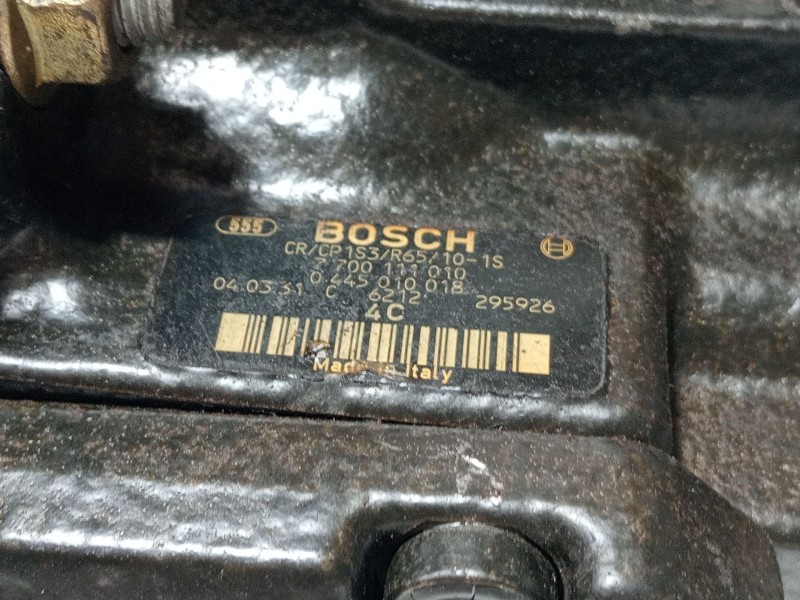 555 BOSCH
CR/CP1S3/R65/10-1S
7 700 111 010
0 445 010 018
04.03.31 C 6212 295926
4C
Made in Italy